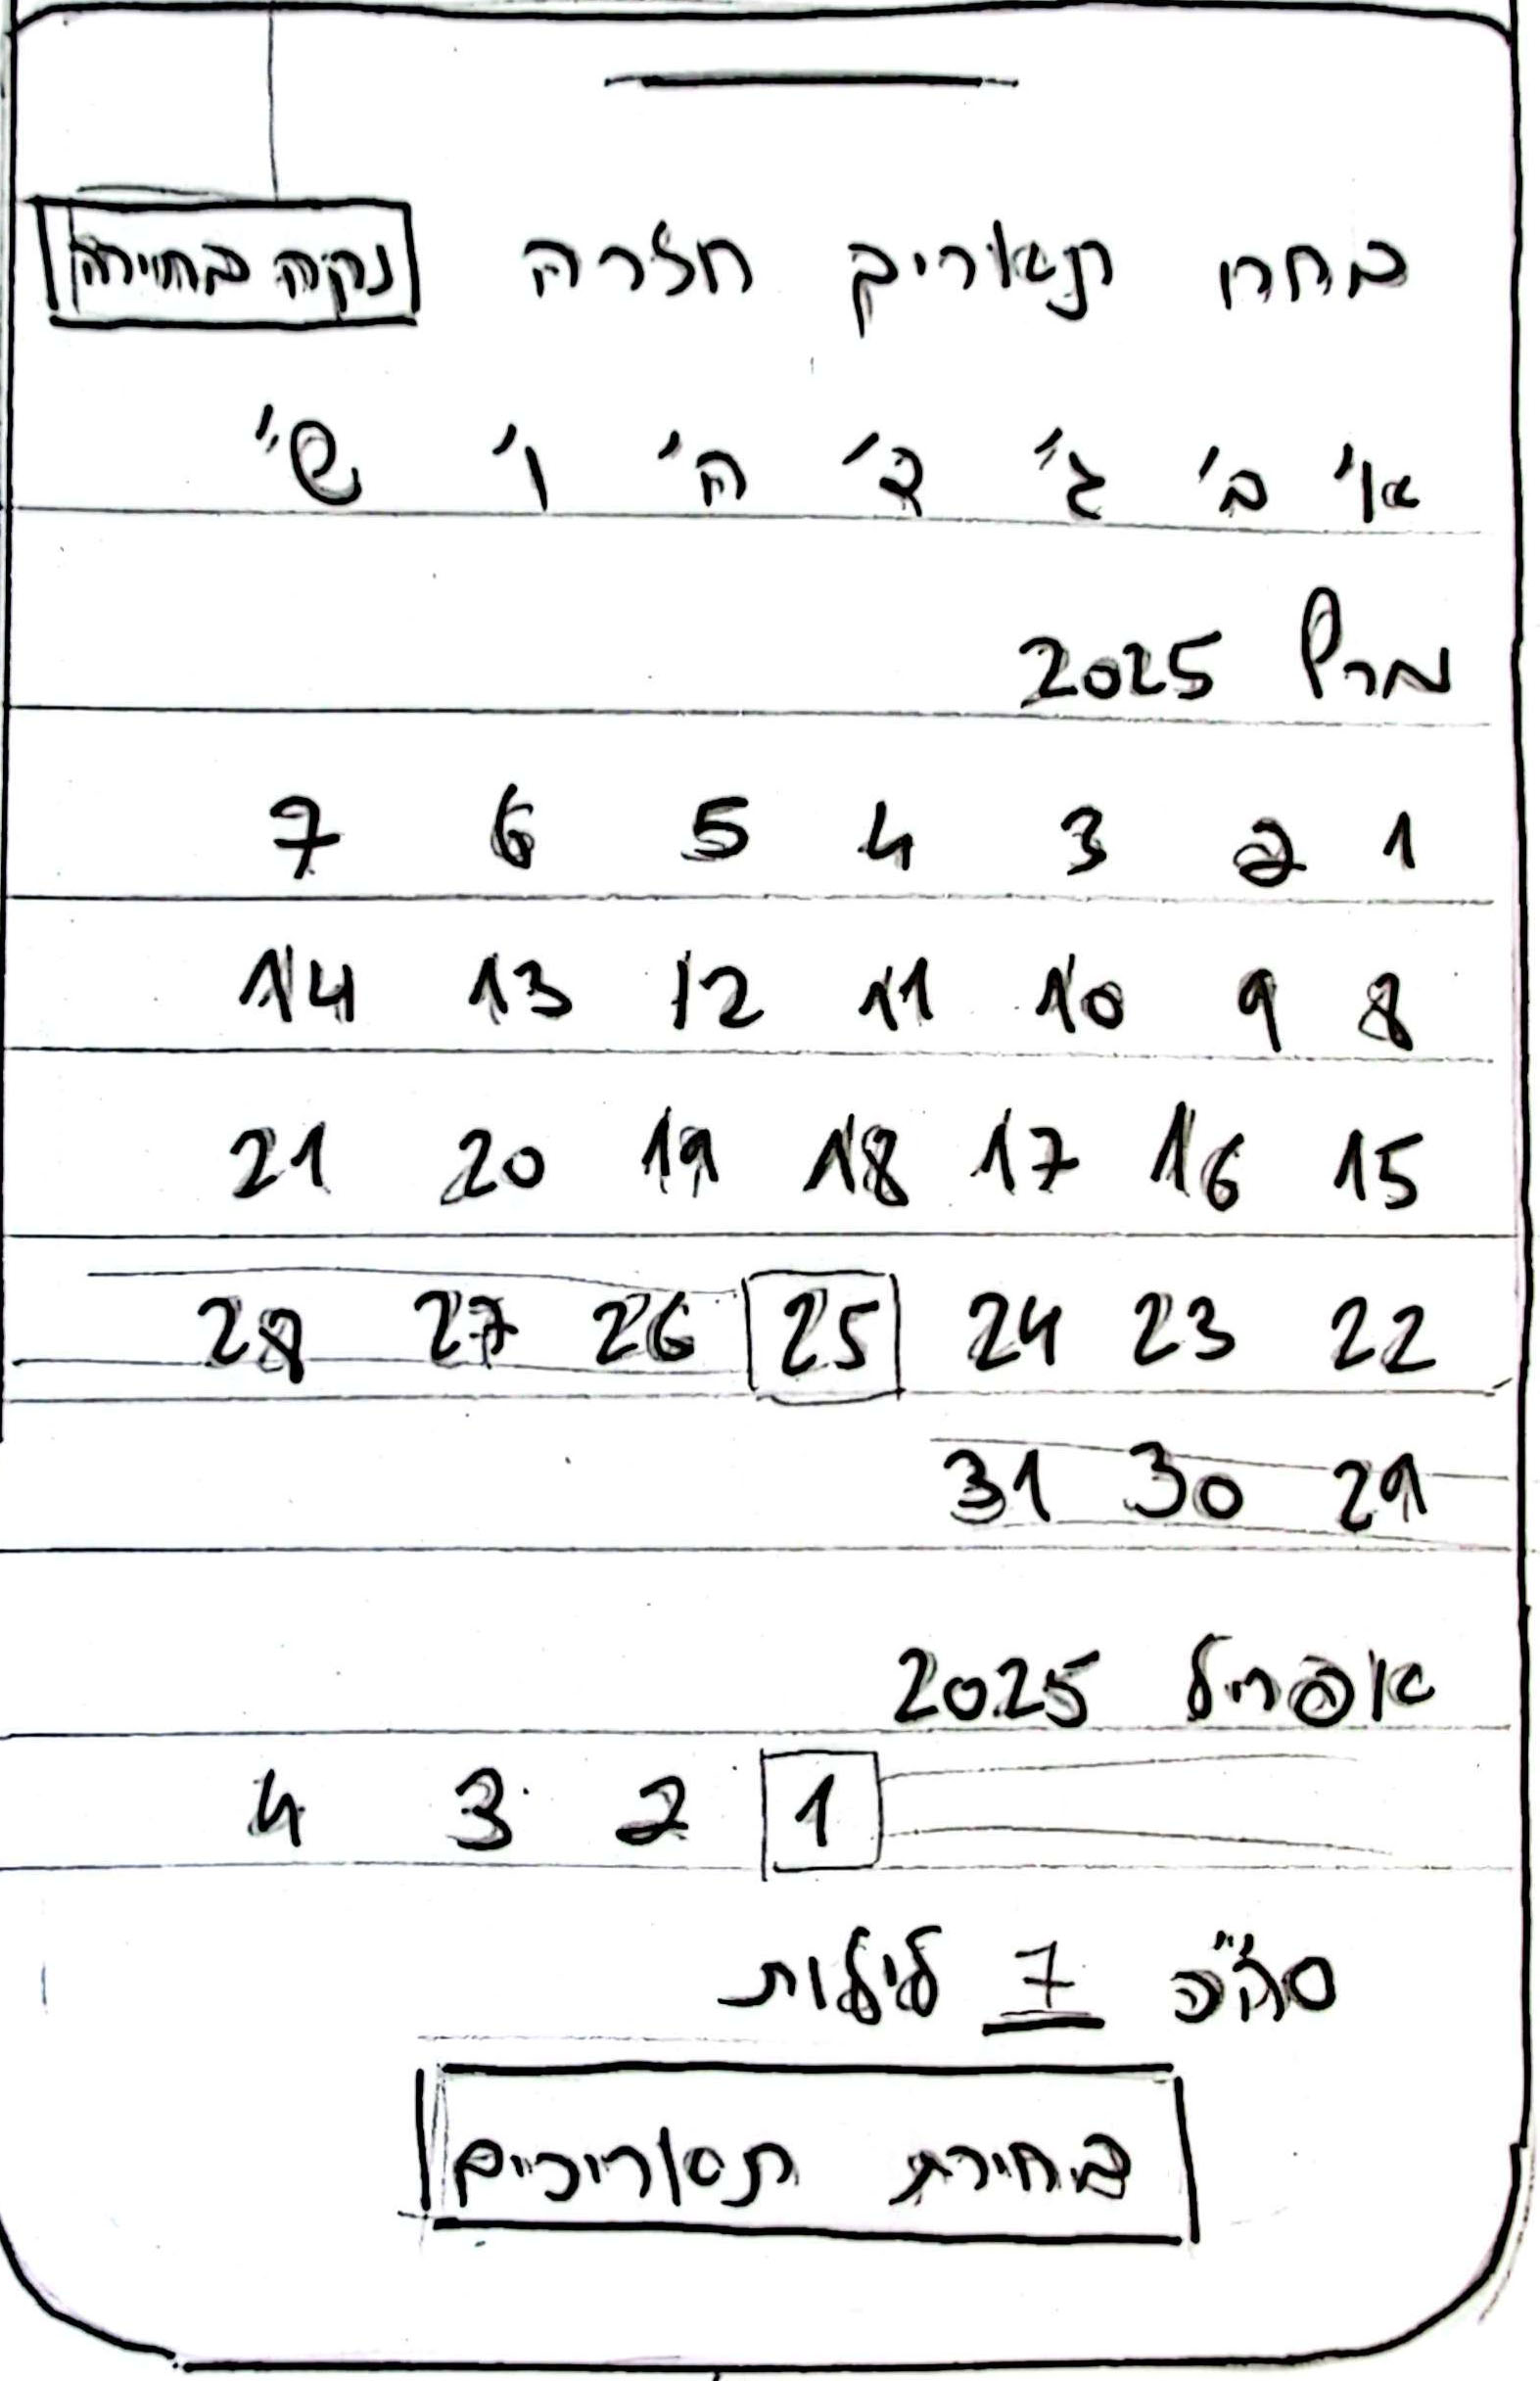 בחרו תאריך חזרה נקה בחירה
א' ב' ג' ד' ה' ו' ש'
מרץ 2025
1 2 3 4 5 6 7
8 9 10 11 12 13 14
15 16 17 18 19 20 21
22 23 24 25 26 27 28
29 30 31
אפריל 2025
1 2 3 4
סה"כ 7 לילות
בחירת תאריכים